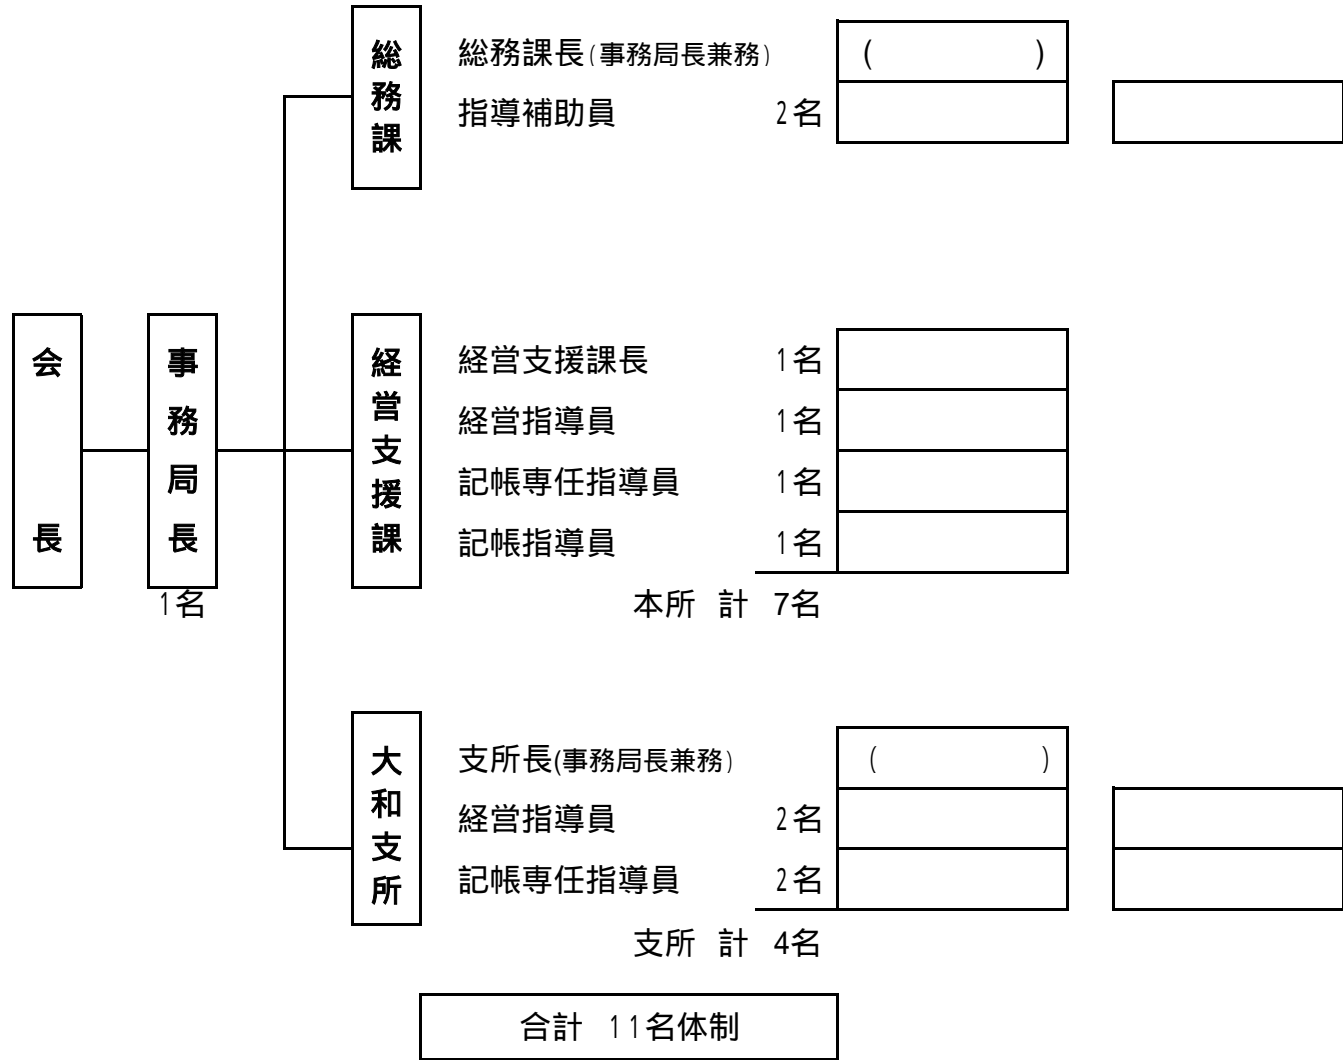 総務課
総務課長(事務局長兼務) ( )
指導補助員 2名
会長
事務局長
1名
経営支援課
経営支援課長 1名
経営指導員 1名
記帳専任指導員 1名
記帳指導員 1名
本所 計 7名
大和支所
支所長(事務局長兼務) ( )
経営指導員 2名
記帳専任指導員 2名
支所 計 4名
合計 11名体制